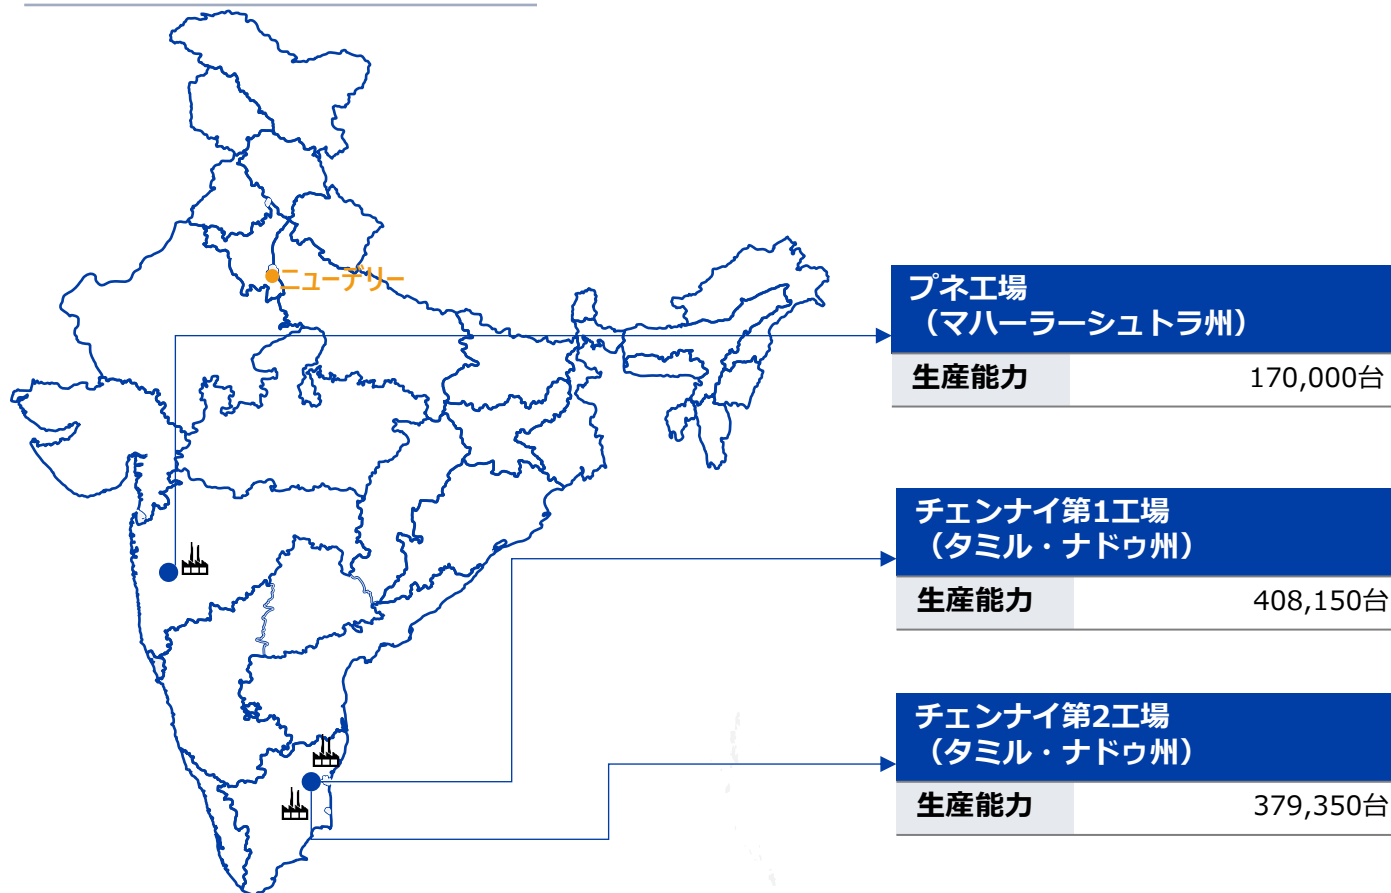 ニューデリー
プネ工場
（マハーラーシュトラ州）
生産能力 170,000台
チェンナイ第1工場
（タミル・ナドゥ州）
生産能力 408,150台
チェンナイ第2工場
（タミル・ナドゥ州）
生産能力 379,350台